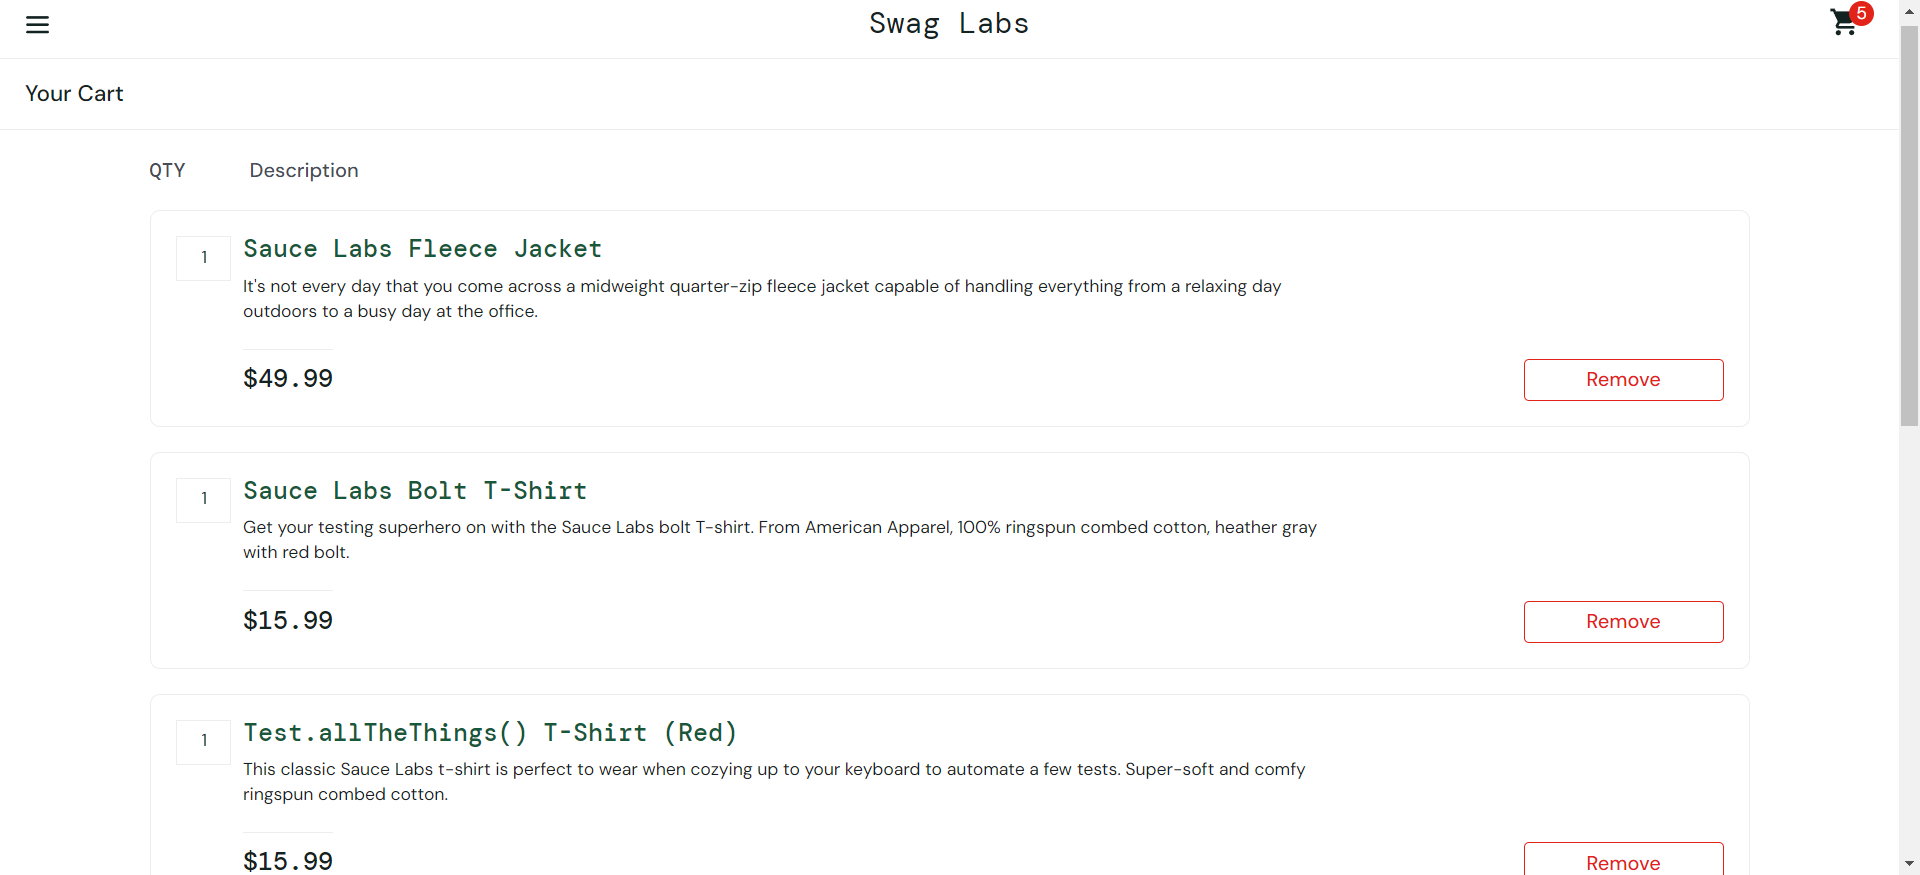 Swag Labs
5
Your Cart
QTY Description
1
Sauce Labs Fleece Jacket
It's not every day that you come across a midweight quarter-zip fleece jacket capable of handling everything from a relaxing day
outdoors to a busy day at the office.
$49.99
Remove
1
Sauce Labs Bolt T-Shirt
Get your testing superhero on with the Sauce Labs bolt T-shirt. From American Apparel, 100% ringspun combed cotton, heather gray
with red bolt.
$15.99
Remove
1
Test.allTheThings() T-Shirt (Red)
This classic Sauce Labs t-shirt is perfect to wear when cozying up to your keyboard to automate a few tests. Super-soft and comfy
ringspun combed cotton.
$15.99
Remove